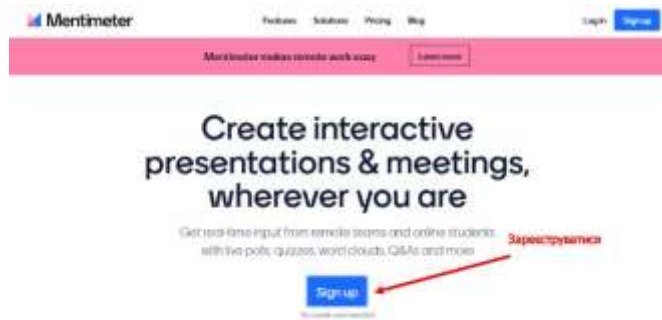 Mentimeter
Features Solutions Pricing Blog
Log in Sign up
Mentimeter makes remote work easy Learn more
Create interactive
presentations & meetings,
wherever you are
Get real-time input from remote teams and online students
with live polls, quizzes, word clouds, Q&As and more
Зареєструватися
Sign up